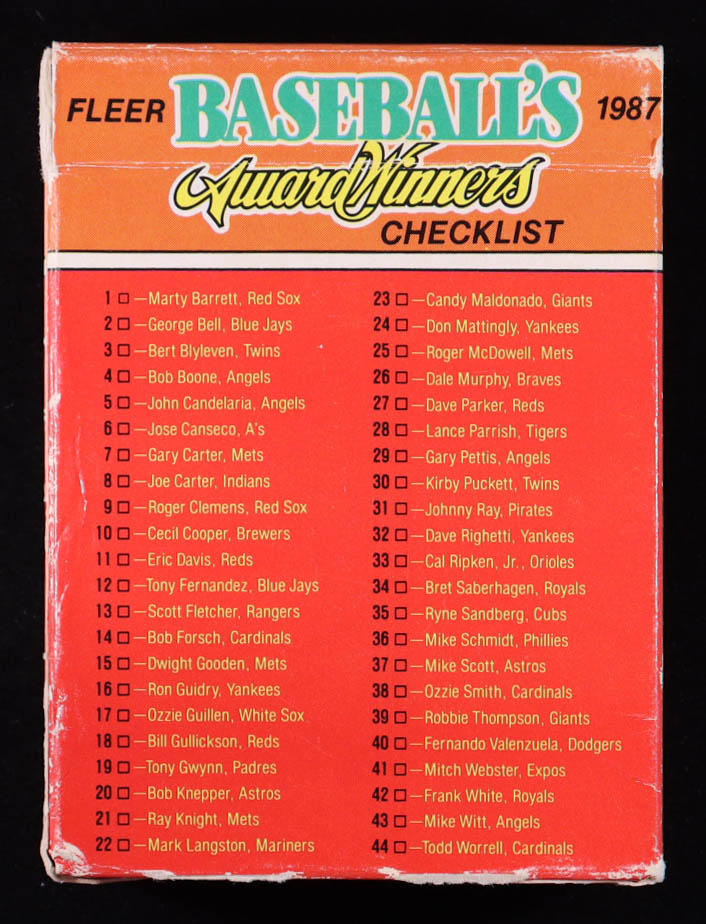 FLEER BASEBALL'S 1987
Award Winners
CHECKLIST
1 —Marty Barrett, Red Sox
2 —George Bell, Blue Jays
3 —Bert Blyleven, Twins
4 —Bob Boone, Angels
5 —John Candelaria, Angels
6 —Jose Canseco, A's
7 —Gary Carter, Mets
8 —Joe Carter, Indians
9 —Roger Clemens, Red Sox
10 —Cecil Cooper, Brewers
11 —Eric Davis, Reds
12 —Tony Fernandez, Blue Jays
13 —Scott Fletcher, Rangers
14 —Bob Forsch, Cardinals
15 —Dwight Gooden, Mets
16 —Ron Guidry, Yankees
17 —Ozzie Guillen, White Sox
18 —Bill Gullickson, Reds
19 —Tony Gwynn, Padres
20 —Bob Knepper, Astros
21 —Ray Knight, Mets
22 —Mark Langston, Mariners
23 —Candy Maldonado, Giants
24 —Don Mattingly, Yankees
25 —Roger McDowell, Mets
26 —Dale Murphy, Braves
27 —Dave Parker, Reds
28 —Lance Parrish, Tigers
29 —Gary Pettis, Angels
30 —Kirby Puckett, Twins
31 —Johnny Ray, Pirates
32 —Dave Righetti, Yankees
33 —Cal Ripken, Jr., Orioles
34 —Bret Saberhagen, Royals
35 —Ryne Sandberg, Cubs
36 —Mike Schmidt, Phillies
37 —Mike Scott, Astros
38 —Ozzie Smith, Cardinals
39 —Robbie Thompson, Giants
40 —Fernando Valenzuela, Dodgers
41 —Mitch Webster, Expos
42 —Frank White, Royals
43 —Mike Witt, Angels
44 —Todd Worrell, Cardinals